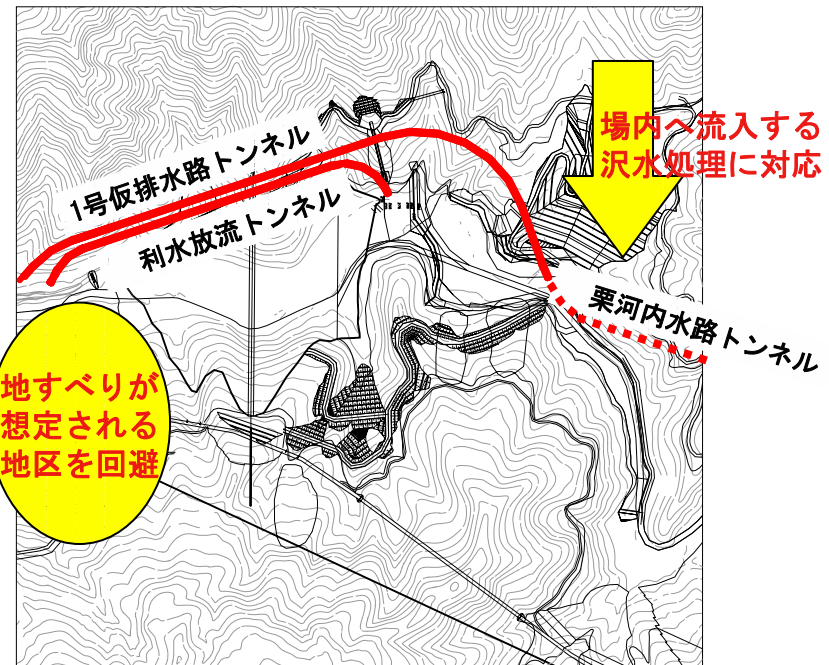 場内へ流入する
沢水処理に対応
1号仮排水路トンネル
利水放流トンネル
栗河内水路トンネル
地すべりが
想定される
地区を回避